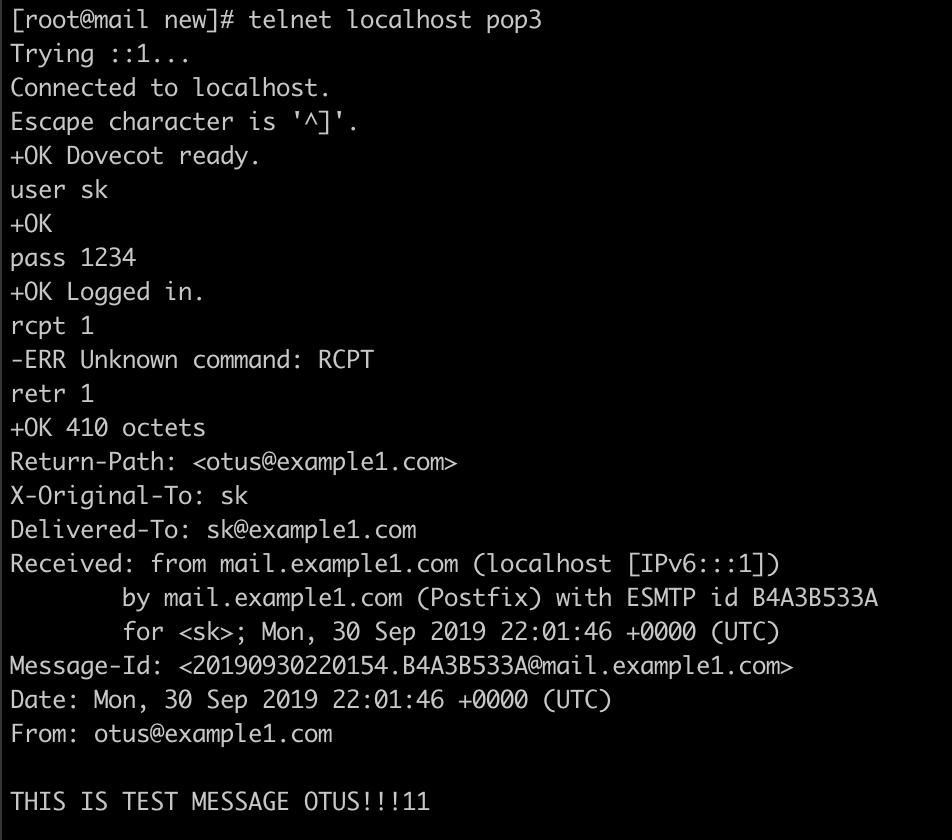 [root@mail new]# telnet localhost pop3
Trying ::1...
Connected to localhost.
Escape character is '^]'.
+OK Dovecot ready.
user sk
+OK
pass 1234
+OK Logged in.
rcpt 1
-ERR Unknown command: RCPT
retr 1
+OK 410 octets
Return-Path: <otus@example1.com>
X-Original-To: sk
Delivered-To: sk@example1.com
Received: from mail.example1.com (localhost [IPv6:::1])
        by mail.example1.com (Postfix) with ESMTP id B4A3B533A
        for <sk>; Mon, 30 Sep 2019 22:01:46 +0000 (UTC)
Message-Id: <20190930220154.B4A3B533A@mail.example1.com>
Date: Mon, 30 Sep 2019 22:01:46 +0000 (UTC)
From: otus@example1.com

THIS IS TEST MESSAGE OTUS!!!11